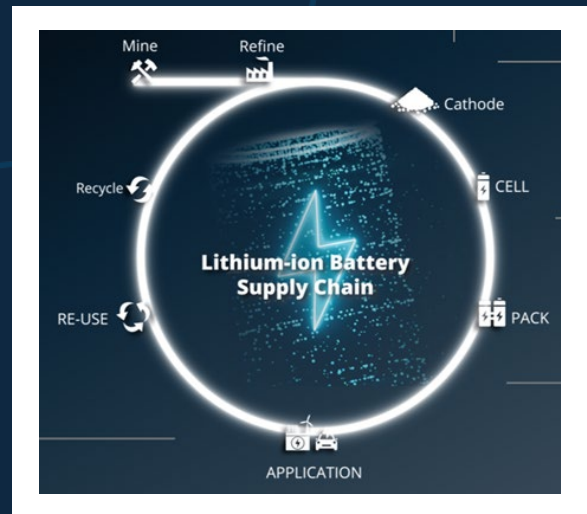 Mine
Refine
Cathode
Recycle
CELL
Lithium-ion Battery
Supply Chain
RE-USE
PACK
APPLICATION